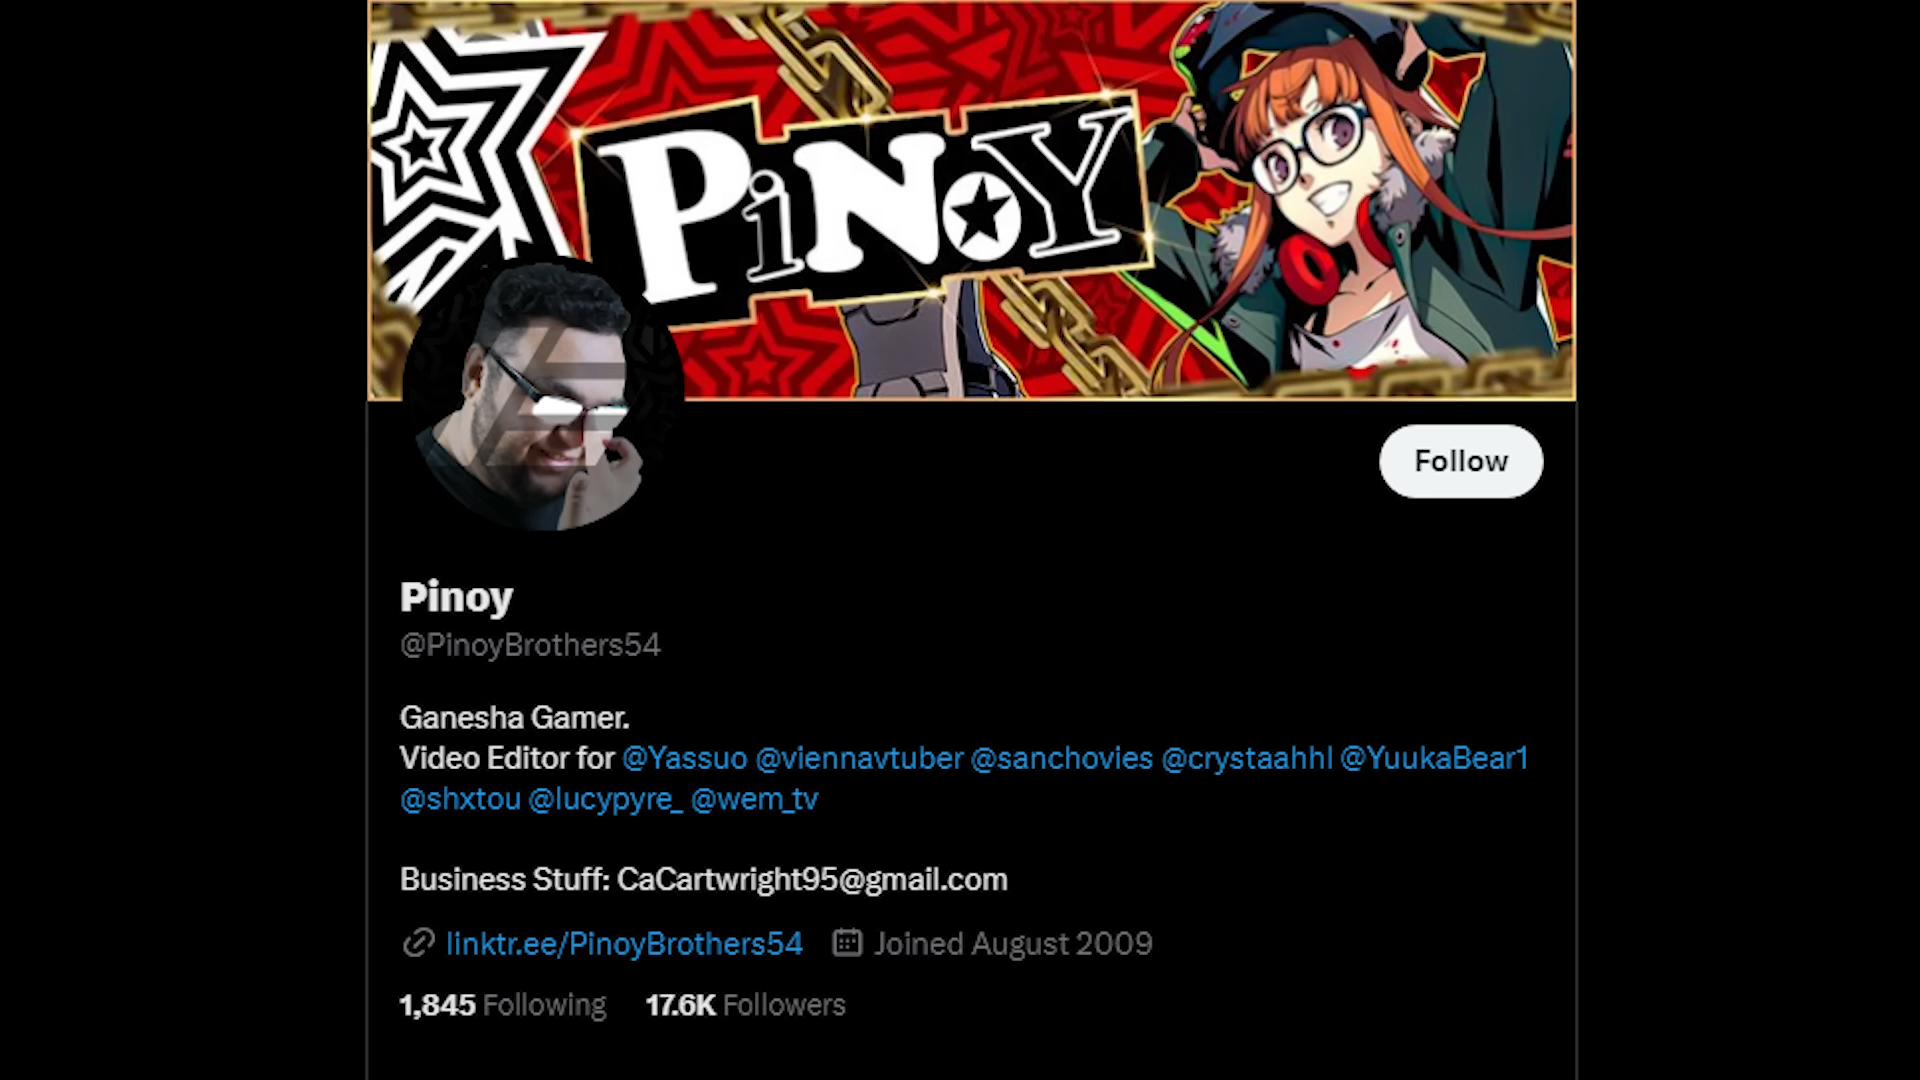 PiNoY
Follow
Pinoy
@PinoyBrothers54
Ganesha Gamer.
Video Editor for @Yassuo @viennavtuber @sanchovies @crystaahhl @YuukaBear1
@shxtou @lucypyre_ @wem_tv
Business Stuff: CaCartwright95@gmail.com
linktr.ee/PinoyBrothers54 Joined August 2009
1,845 Following 17.6K Followers